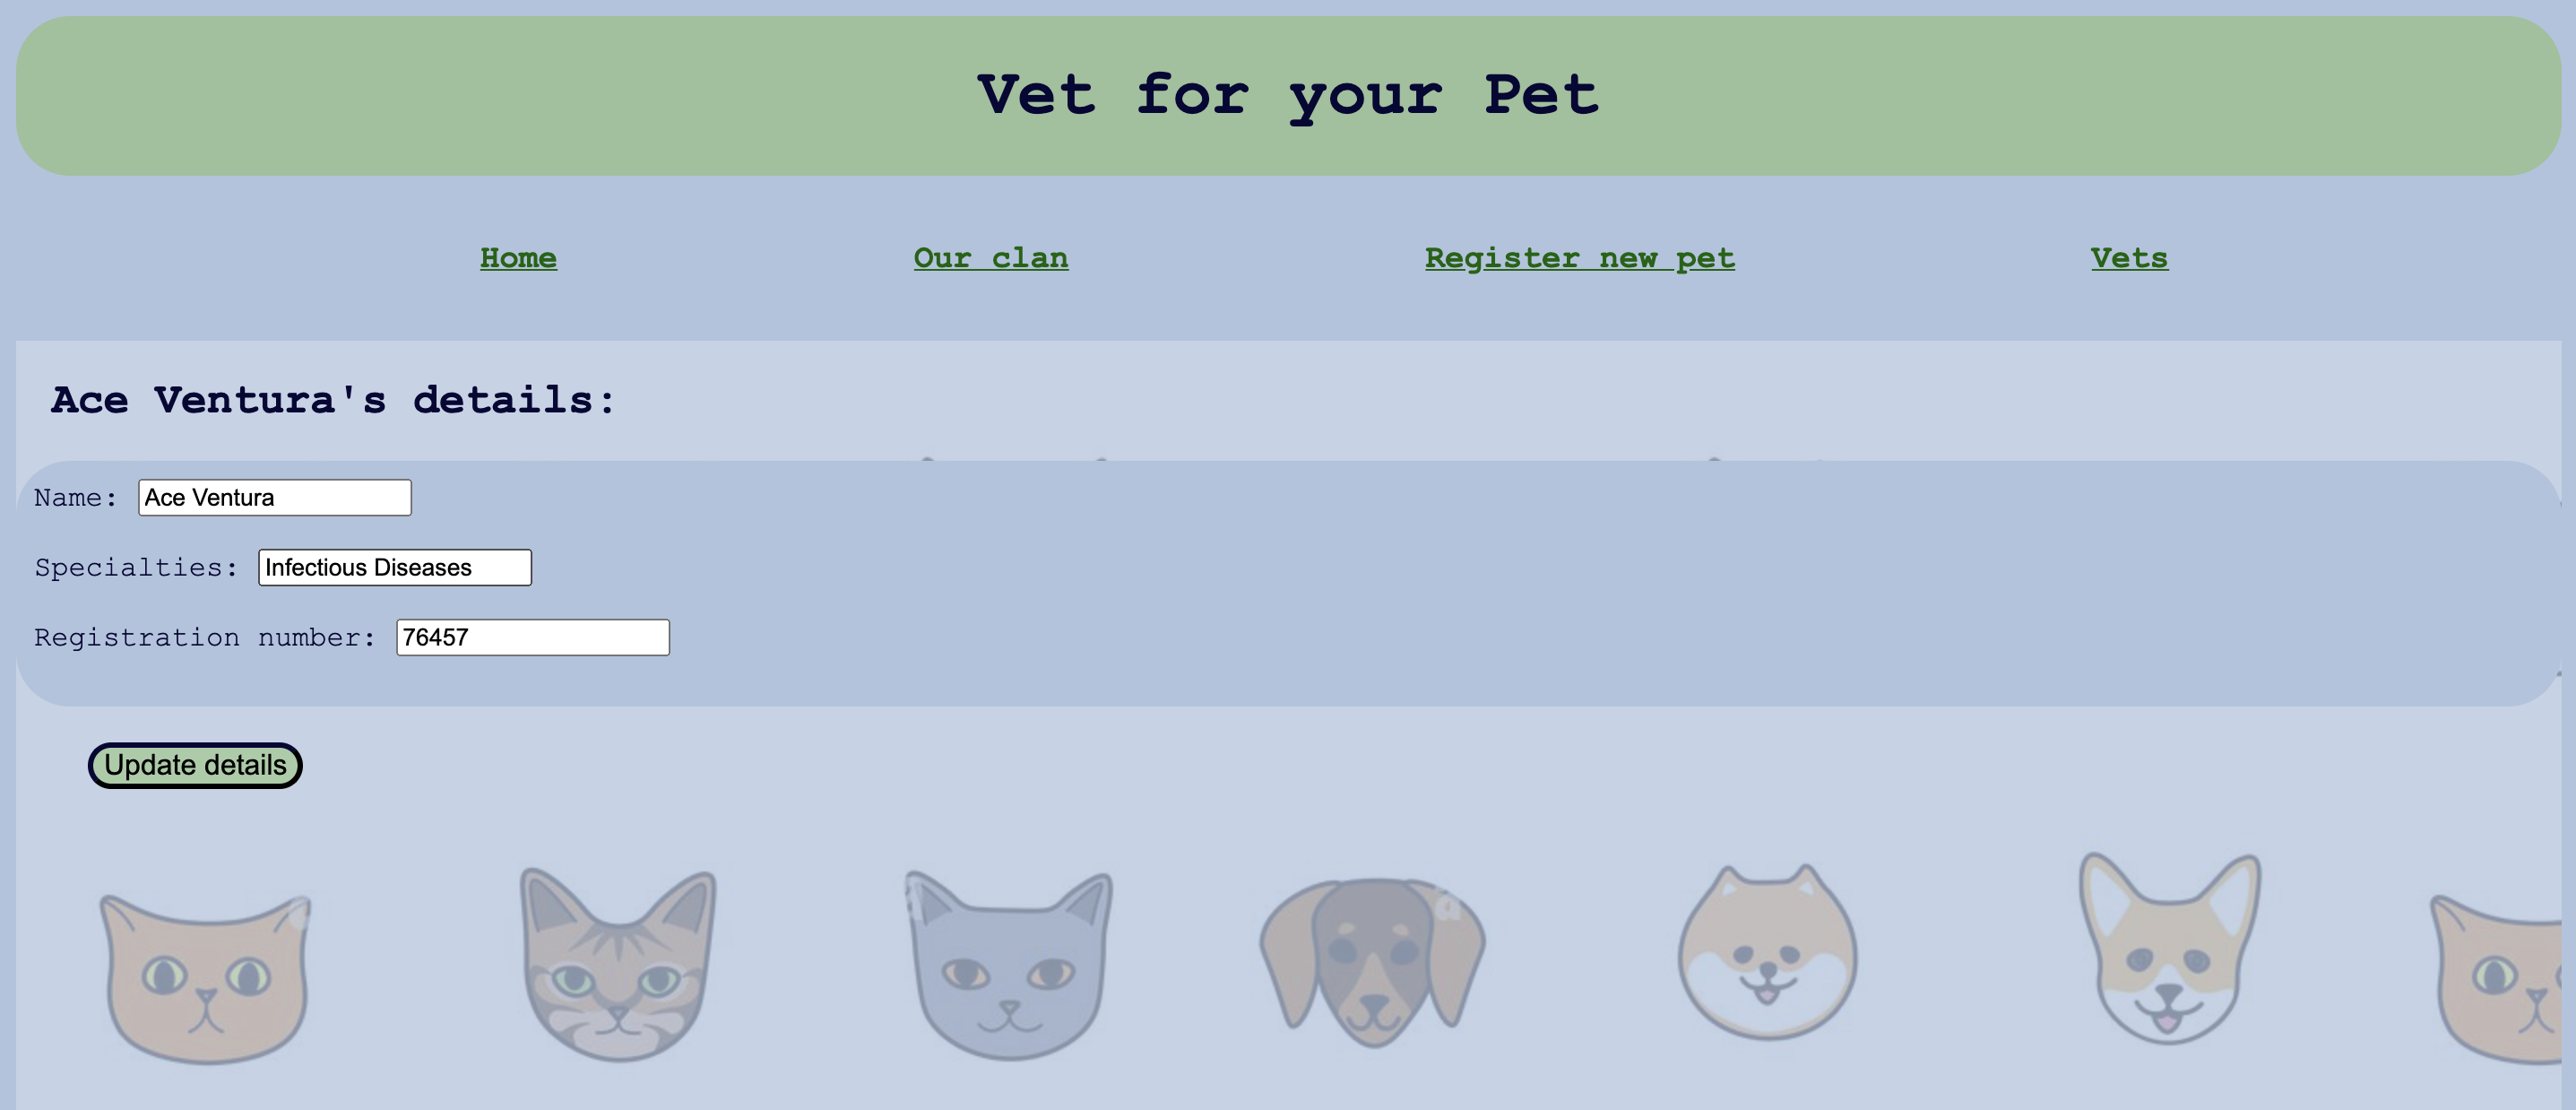 Vet for your Pet
Home Our clan Register new pet Vets
Ace Ventura's details:
Name: Ace Ventura
Specialties: Infectious Diseases
Registration number: 76457
Update details
a